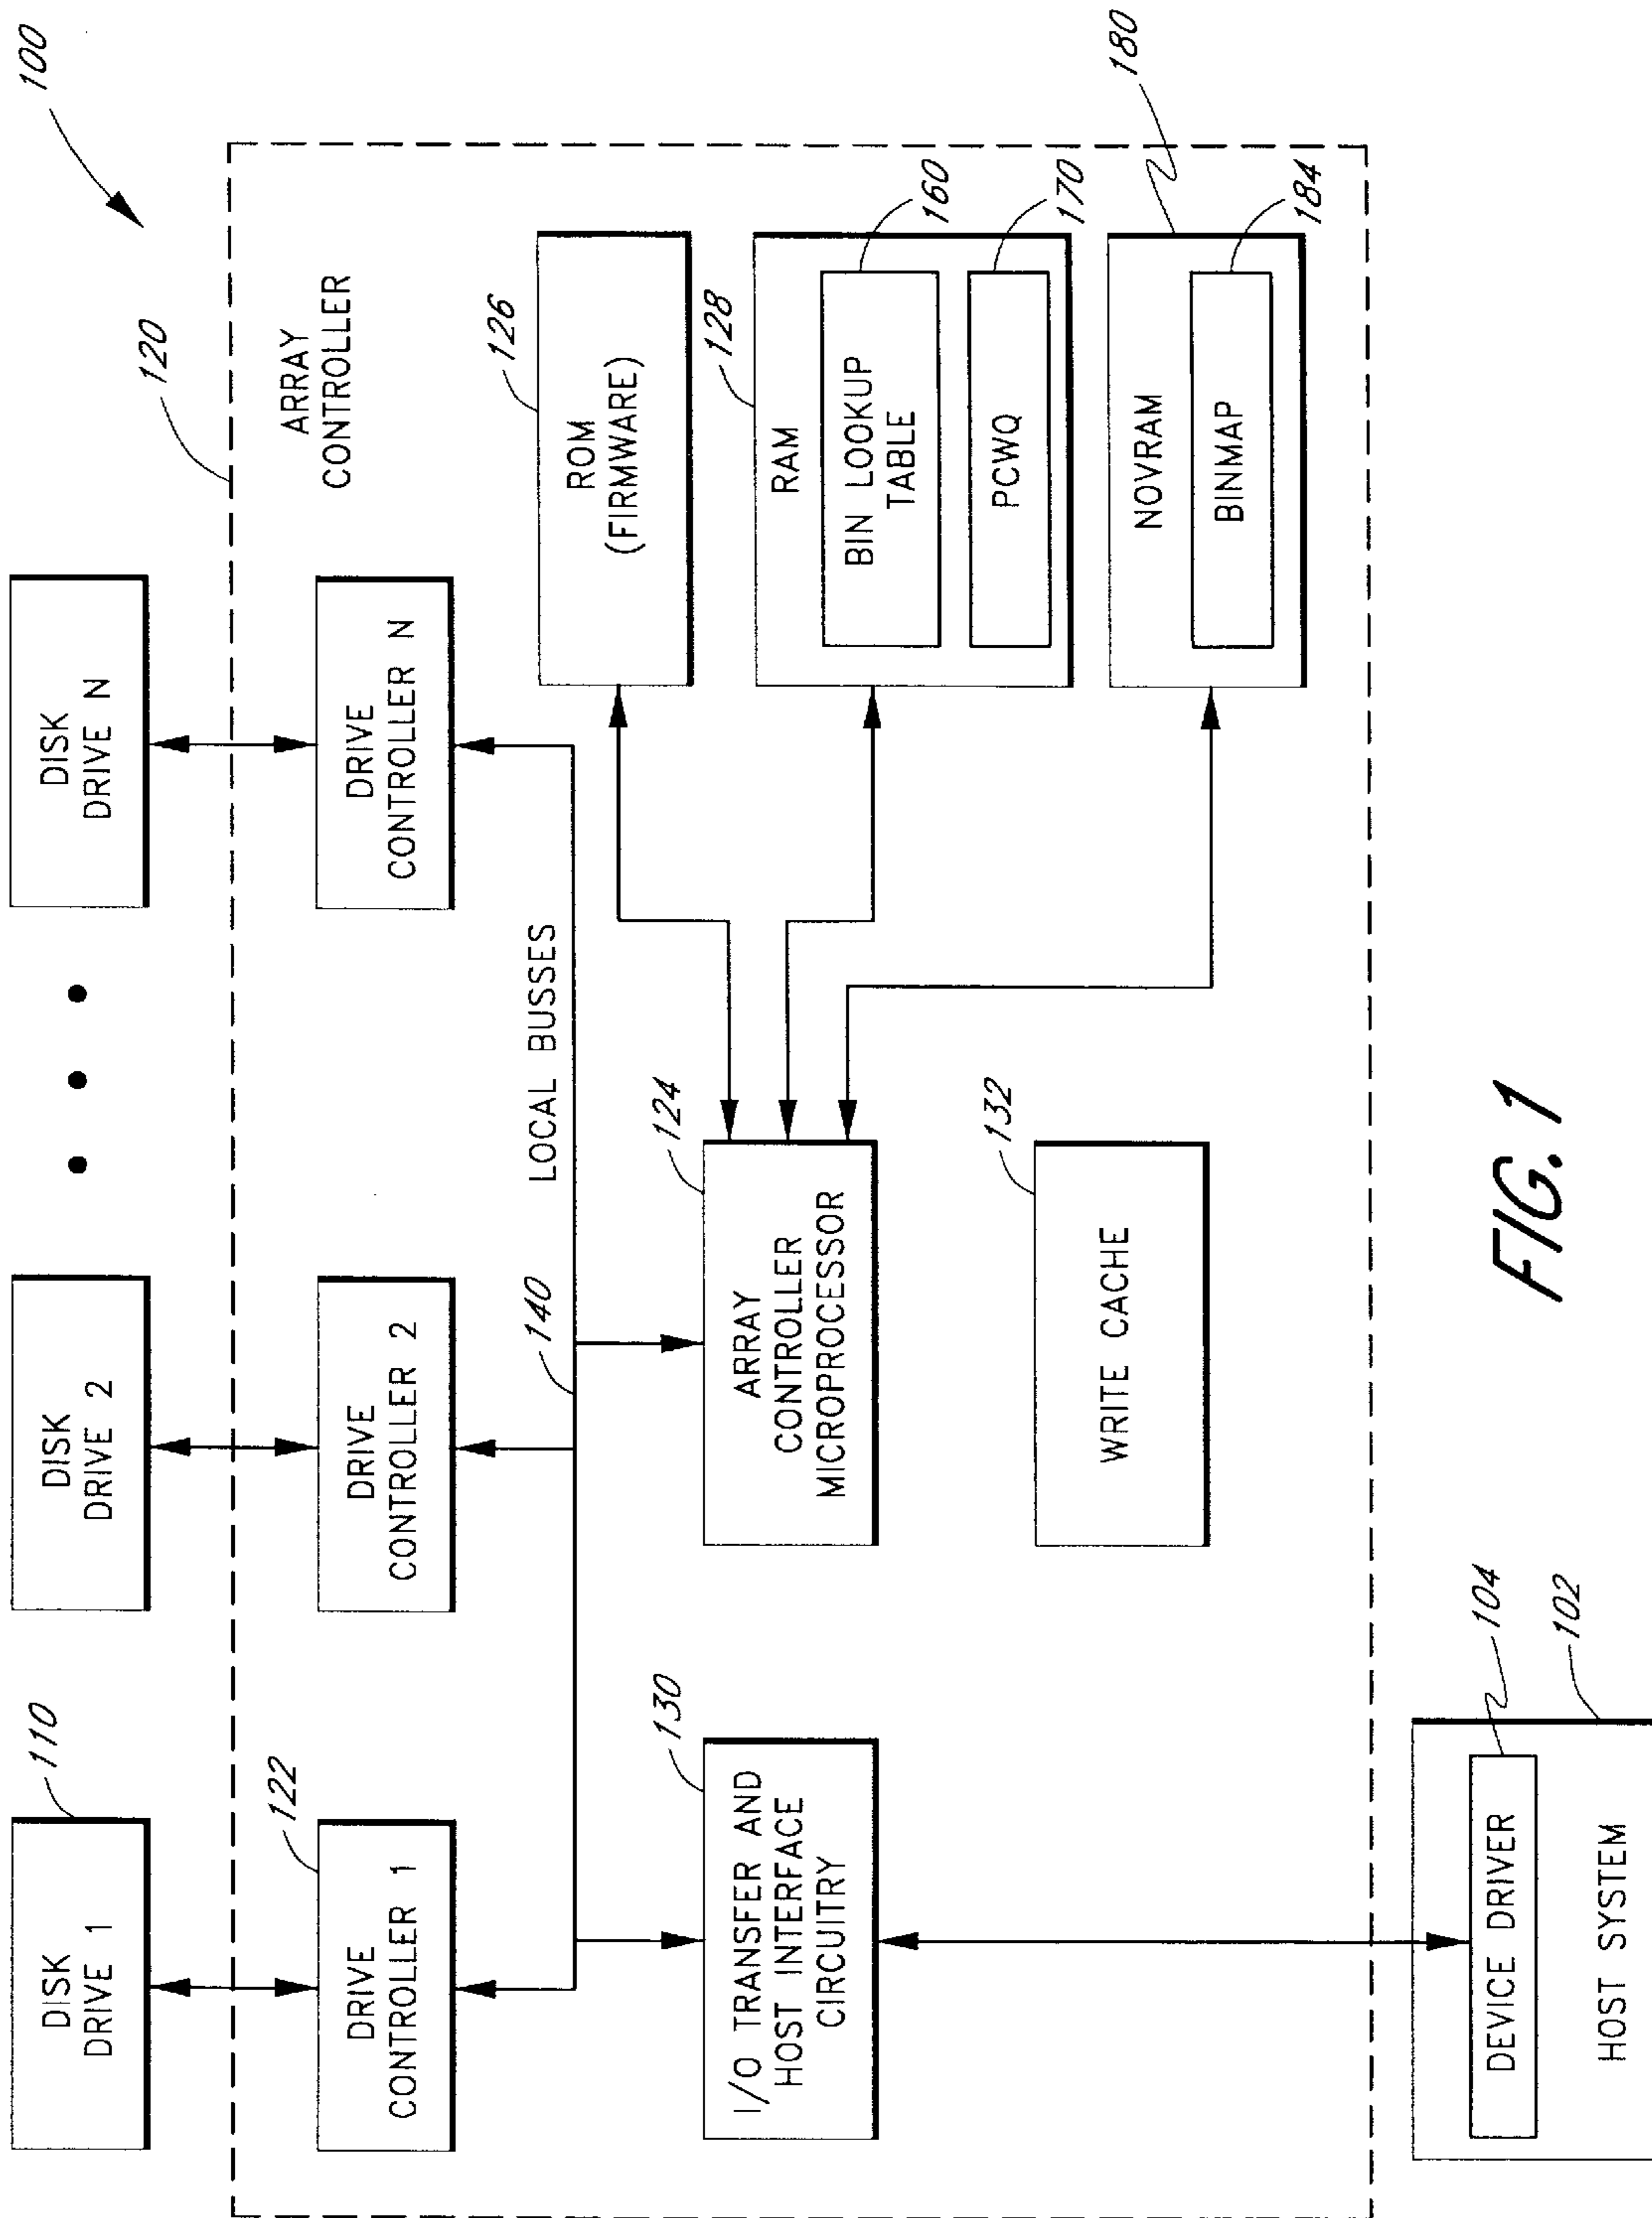 100
DISK
DRIVE 1
110
DISK
DRIVE 2
DISK
DRIVE N
120
ARRAY
CONTROLLER
DRIVE
CONTROLLER 1
122
DRIVE
CONTROLLER 2
DRIVE
CONTROLLER N
140
LOCAL BUSSES
I/O TRANSFER AND
HOST INTERFACE
CIRCUITRY
130
ARRAY
CONTROLLER
MICROPROCESSOR
124
WRITE CACHE
132
ROM
(FIRMWARE)
126
RAM
128
BIN LOOKUP
TABLE
160
PCWQ
170
NOVRAM
180
BINMAP
184
DEVICE DRIVER
104
HOST SYSTEM
102
FIG. 1